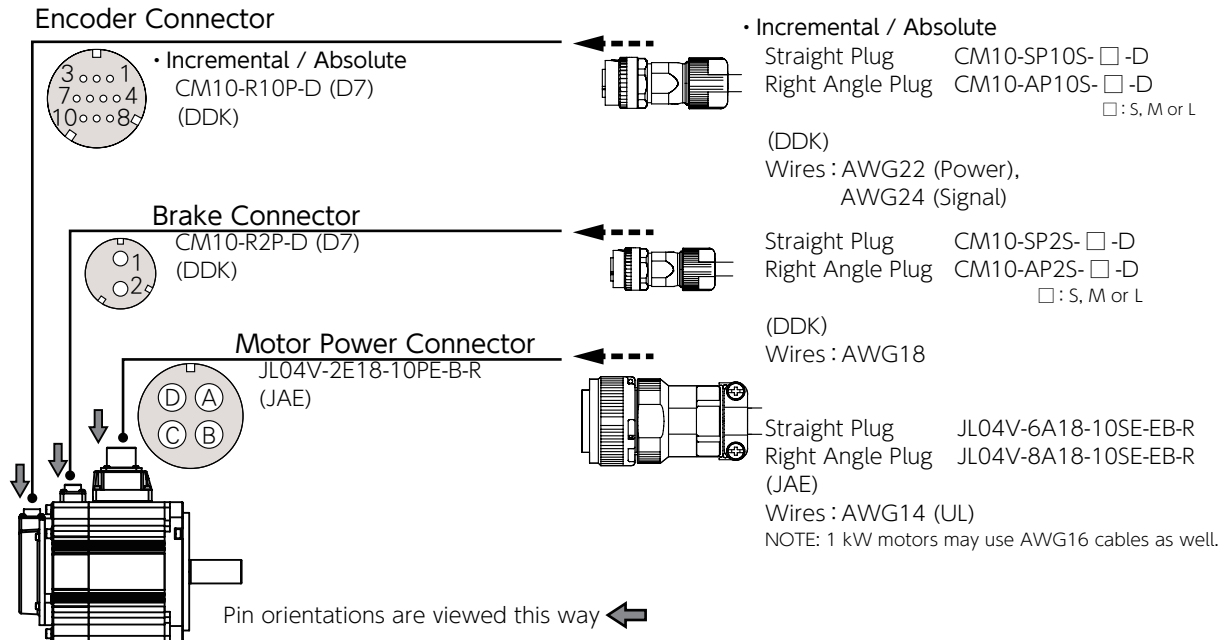 Encoder Connector
・Incremental / Absolute
CM10-R10P-D (D7)
(DDK)
3 1
7 4
10 8
・Incremental / Absolute
Straight Plug CM10-SP10S-□-D
Right Angle Plug CM10-AP10S-□-D
□: S, M or L
(DDK)
Wires : AWG22 (Power),
AWG24 (Signal)
Brake Connector
CM10-R2P-D (D7)
(DDK)
1
2
Straight Plug CM10-SP2S-□-D
Right Angle Plug CM10-AP2S-□-D
□: S, M or L
(DDK)
Wires : AWG18
Motor Power Connector
JL04V-2E18-10PE-B-R
(JAE)
D A
C B
Straight Plug JL04V-6A18-10SE-EB-R
Right Angle Plug JL04V-8A18-10SE-EB-R
(JAE)
Wires : AWG14 (UL)
NOTE: 1 kW motors may use AWG16 cables as well.
Pin orientations are viewed this way